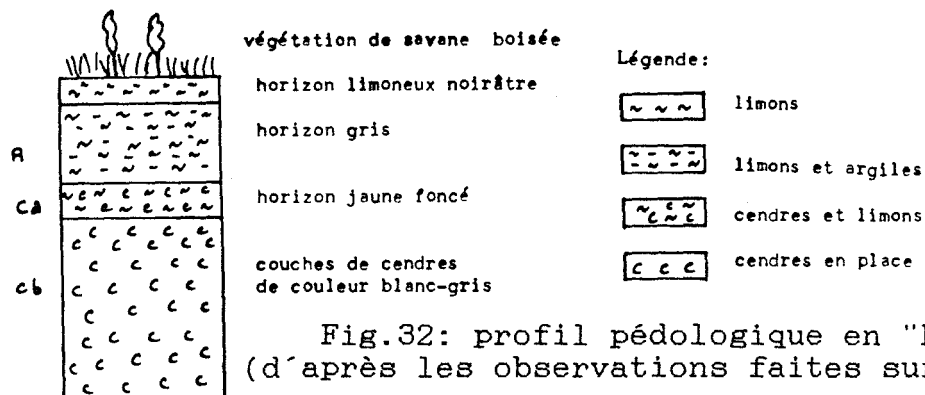 végétation de savane boisée
horizon limoneux noirâtre
horizon gris
A
horizon jaune foncé
Ca
couches de cendres
de couleur blanc-gris
cb
Légende:
limons
limons et argiles
cendres et limons
cendres en place
Fig.32: profil pédologique en "
(d´après les observations faites sur